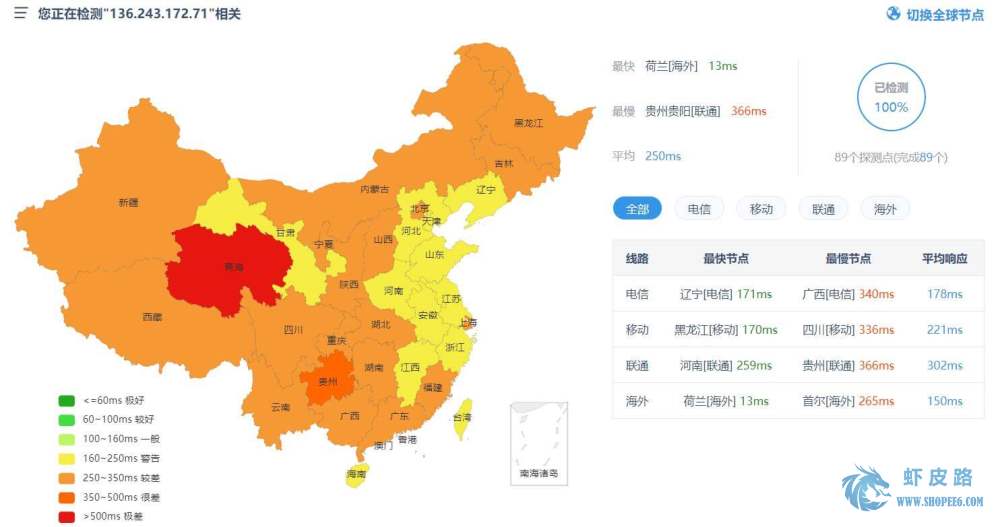 您正在检测"136.243.172.71"相关
切换全球节点
最快 荷兰[海外] 13ms
最慢 贵州贵阳[联通] 366ms
平均 250ms
已检测
100%
89个探测点(完成89个)
全部 电信 移动 联通 海外
线路 最快节点 最慢节点 平均响应
电信 辽宁[电信] 171ms 广西[电信] 340ms 178ms
移动 黑龙江[移动] 170ms 四川[移动] 336ms 221ms
联通 河南[联通] 259ms 贵州[联通] 366ms 302ms
海外 荷兰[海外] 13ms 首尔[海外] 265ms 150ms
黑龙江
吉林
辽宁
内蒙古
新疆
北京
天津
河北
甘肃
宁夏
山西
山东
青海
陕西
河南
江苏
安徽
上海
西藏
四川
湖北
重庆
浙江
湖南
江西
贵州
福建
云南
广西
广东
台湾
香港
澳门
海南
南海诸岛
<=60ms 极好
60~100ms 较好
100~160ms 一般
160~250ms 警告
250~350ms 较差
350~500ms 很差
>500ms 极差
虾皮路
WWW.SHOPEE6.COM